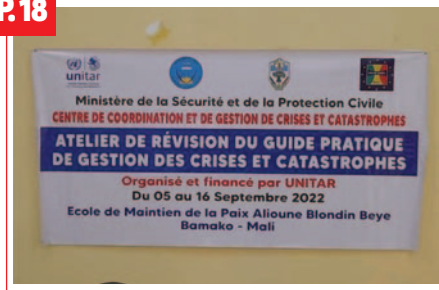 P.18
unitar
Ministère de la Sécurité et de la Protection Civile
CENTRE DE COORDINATION ET DE GESTION DE CRISES ET CATASTROPHES
ATELIER DE RÉVISION DU GUIDE PRATIQUE
DE GESTION DES CRISES ET CATASTROPHES
Organisé et financé par UNITAR
Du 05 au 16 Septembre 2022
Ecole de Maintien de la Paix Alioune Blondin Beye
Bamako - Mali